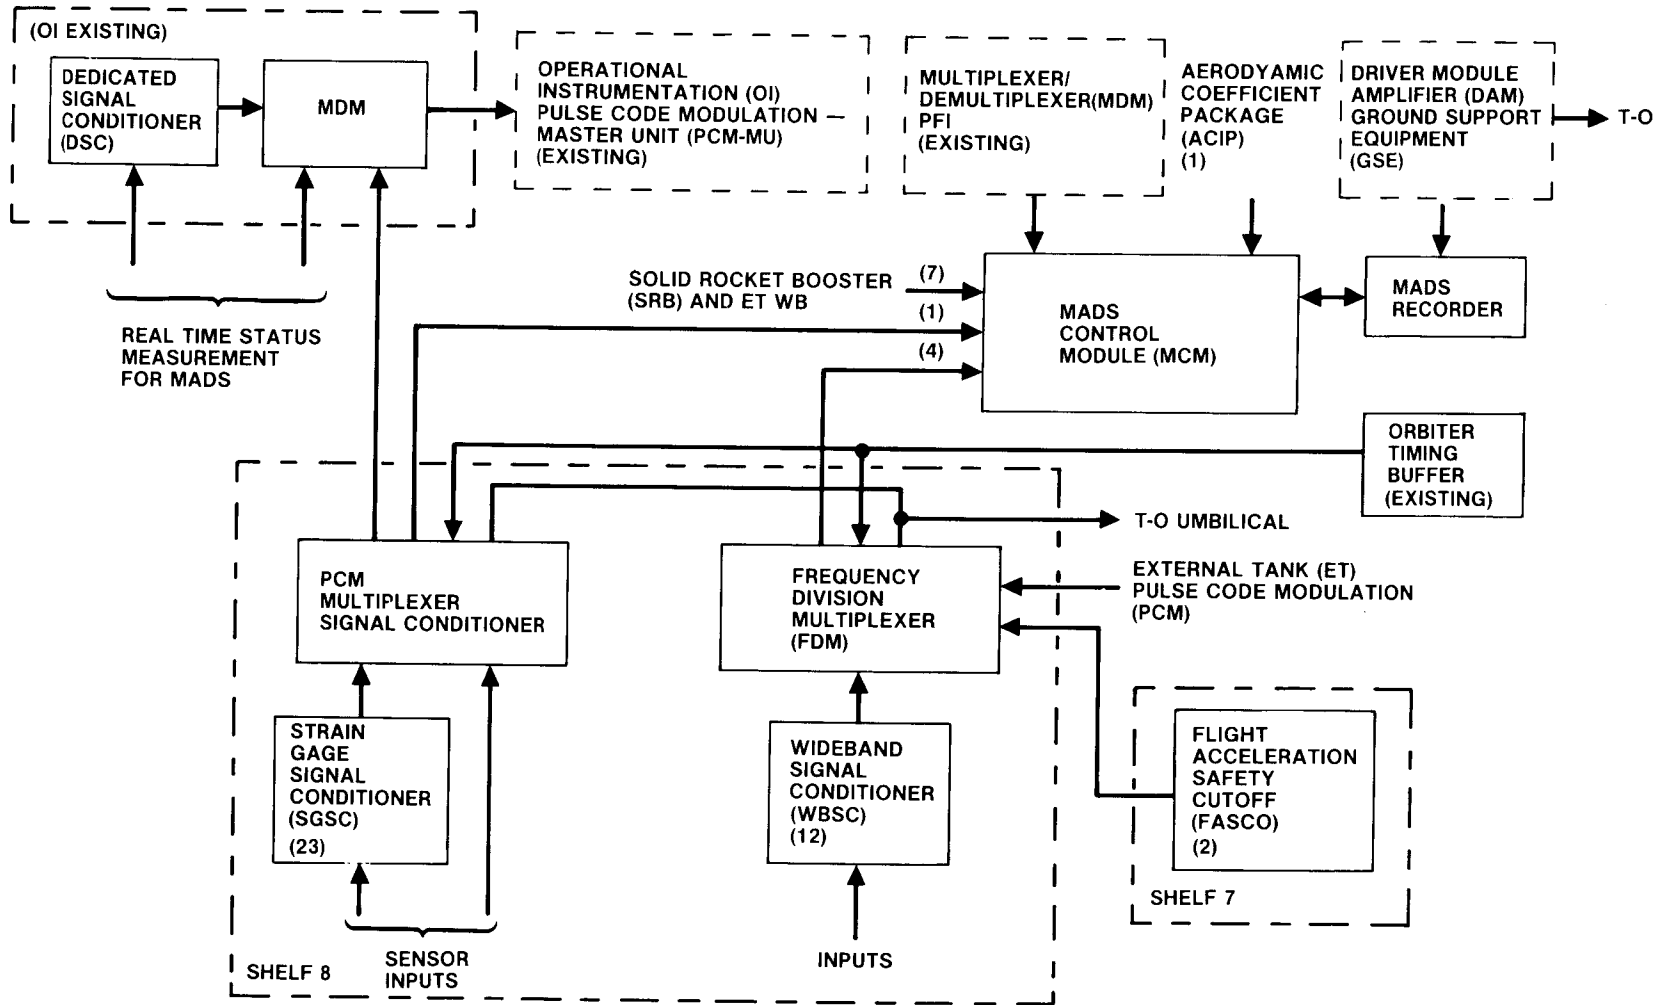 (OI EXISTING)
DEDICATED
SIGNAL
CONDITIONER
(DSC)
MDM
OPERATIONAL
INSTRUMENTATION (OI)
PULSE CODE MODULATION —
MASTER UNIT (PCM-MU)
(EXISTING)
MULTIPLEXER/
DEMULTIPLEXER(MDM)
PFI
(EXISTING)
AERODYAMIC
COEFFICIENT
PACKAGE
(ACIP)
(1)
DRIVER MODULE
AMPLIFIER (DAM)
GROUND SUPPORT
EQUIPMENT
(GSE)
T-O
REAL TIME STATUS
MEASUREMENT
FOR MADS
SOLID ROCKET BOOSTER
(SRB) AND ET WB
(7)
(1)
(4)
MADS
CONTROL
MODULE (MCM)
MADS
RECORDER
ORBITER
TIMING
BUFFER
(EXISTING)
T-O UMBILICAL
PCM
MULTIPLEXER
SIGNAL CONDITIONER
FREQUENCY
DIVISION
MULTIPLEXER
(FDM)
EXTERNAL TANK (ET)
PULSE CODE MODULATION
(PCM)
STRAIN
GAGE
SIGNAL
CONDITIONER
(SGSC)
(23)
WIDEBAND
SIGNAL
CONDITIONER
(WBSC)
(12)
FLIGHT
ACCELERATION
SAFETY
CUTOFF
(FASCO)
(2)
SHELF 7
SENSOR
INPUTS
INPUTS
SHELF 8